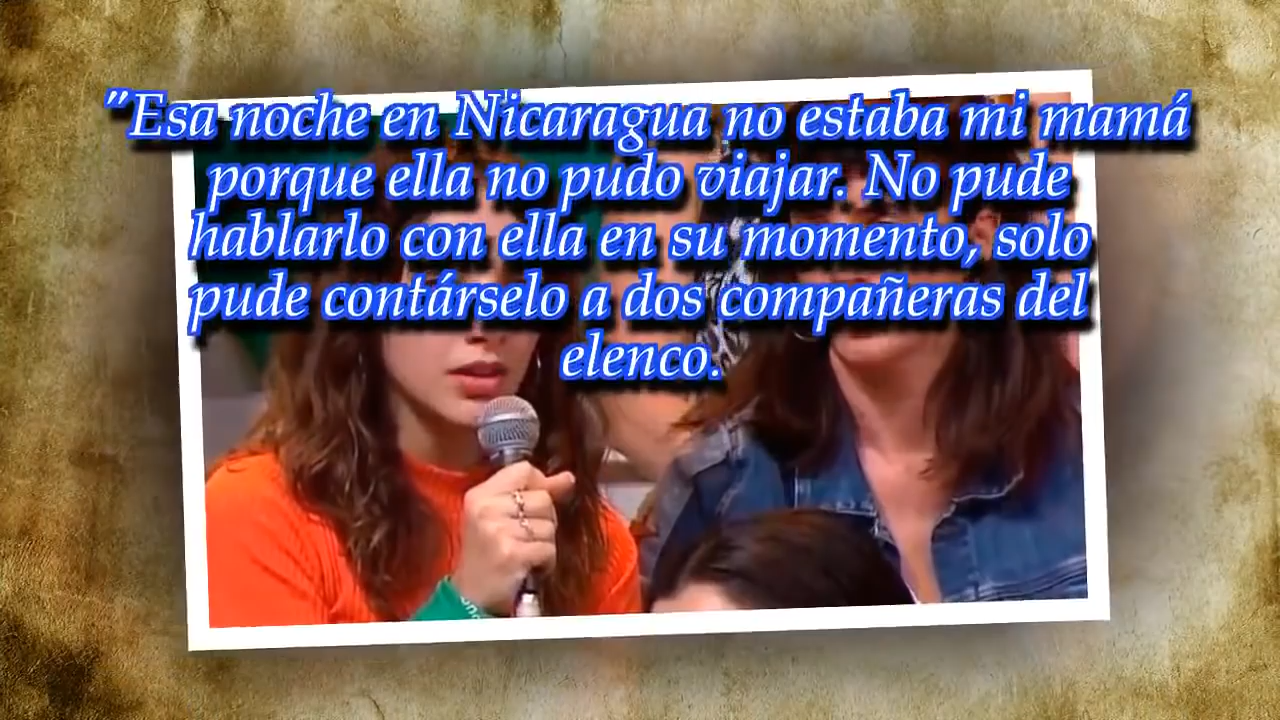 "Esa noche en Nicaragua no estaba mi mamá
porque ella no pudo viajar. No pude
hablarlo con ella en su momento, solo
pude contárselo a dos compañeras del
elenco.